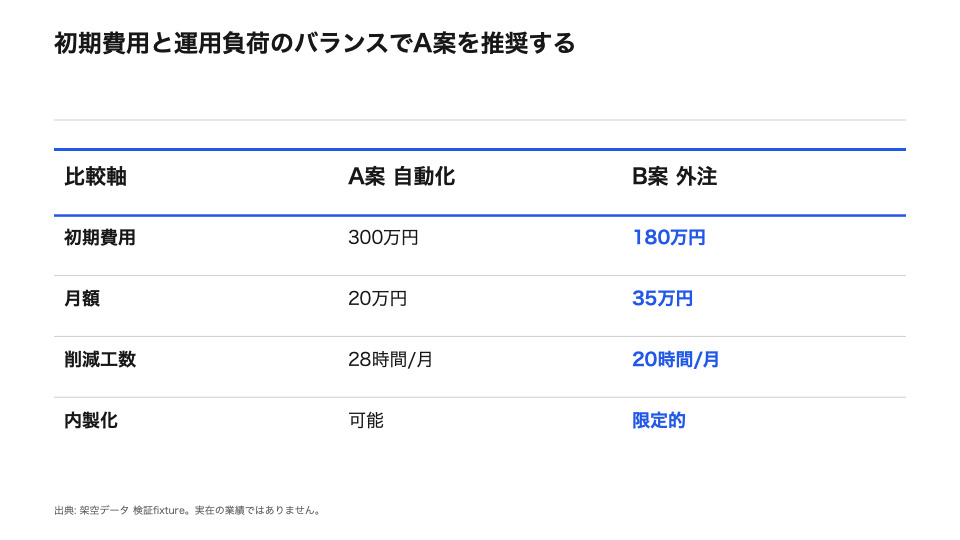 初期費用と運用負荷のバランスでA案を推奨する
比較軸 A案 自動化 B案 外注
初期費用 300万円 180万円
月額 20万円 35万円
削減工数 28時間/月 20時間/月
内製化 可能 限定的
出典: 架空データ 検証fixture。実在の業績ではありません。